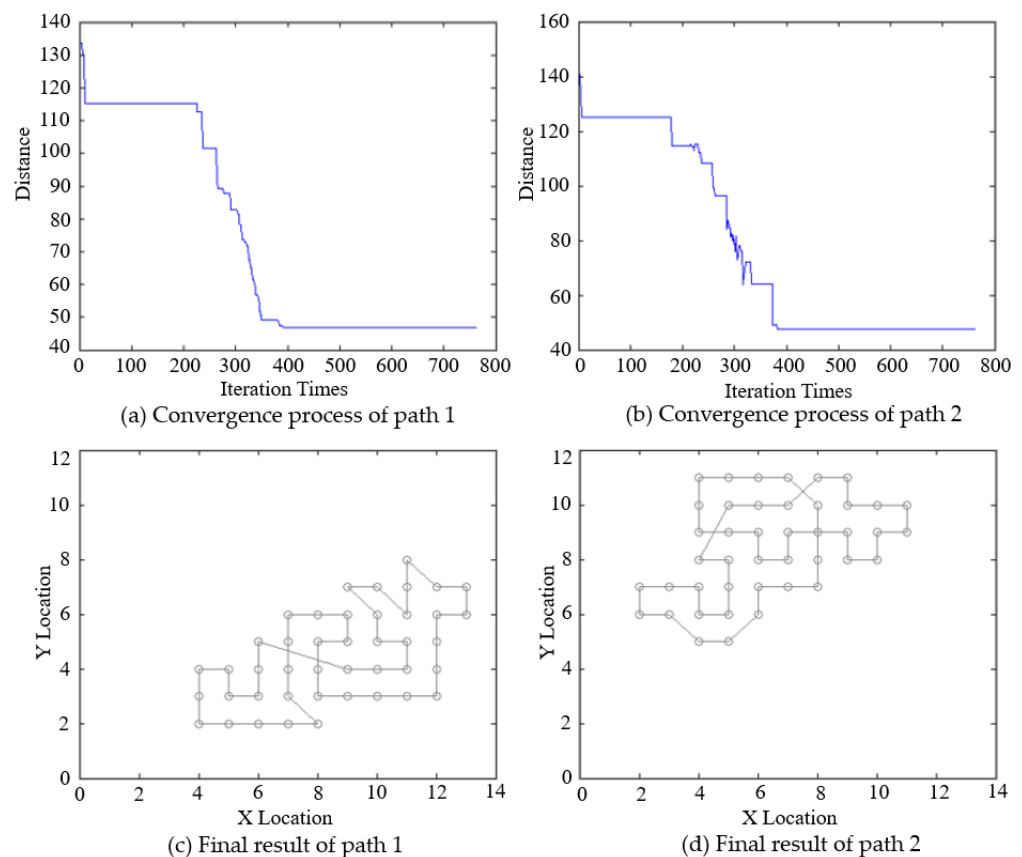 140
130
120
110
100
90
80
70
60
50
40
Distance
0 100 200 300 400 500 600 700 800
Iteration Times
(a) Convergence process of path 1
160
140
120
100
80
60
40
Distance
0 100 200 300 400 500 600 700 800
Iteration Times
(b) Convergence process of path 2
12
10
8
6
4
2
0
Y Location
0 2 4 6 8 10 12 14
X Location
(c) Final result of path 1
12
10
8
6
4
2
0
Y Location
0 2 4 6 8 10 12 14
X Location
(d) Final result of path 2